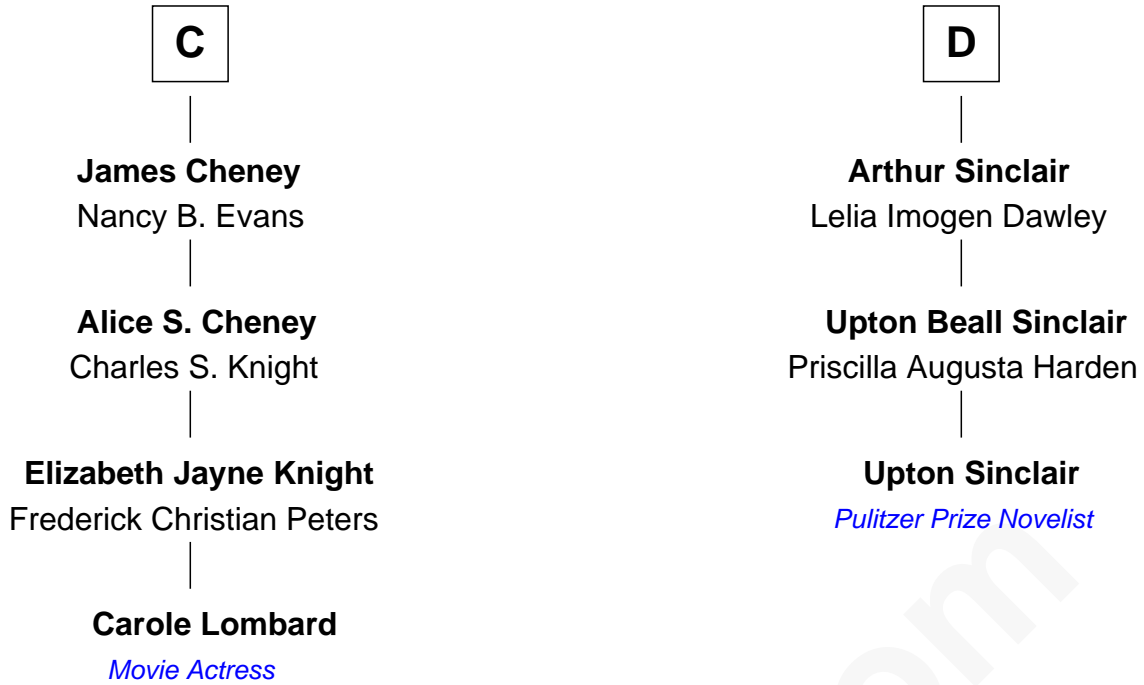 C
James Cheney
Nancy B. Evans
Alice S. Cheney
Charles S. Knight
Elizabeth Jayne Knight
Frederick Christian Peters
Carole Lombard
Movie Actress
D
Arthur Sinclair
Lelia Imogen Dawley
Upton Beall Sinclair
Priscilla Augusta Harden
Upton Sinclair
Pulitzer Prize Novelist
om